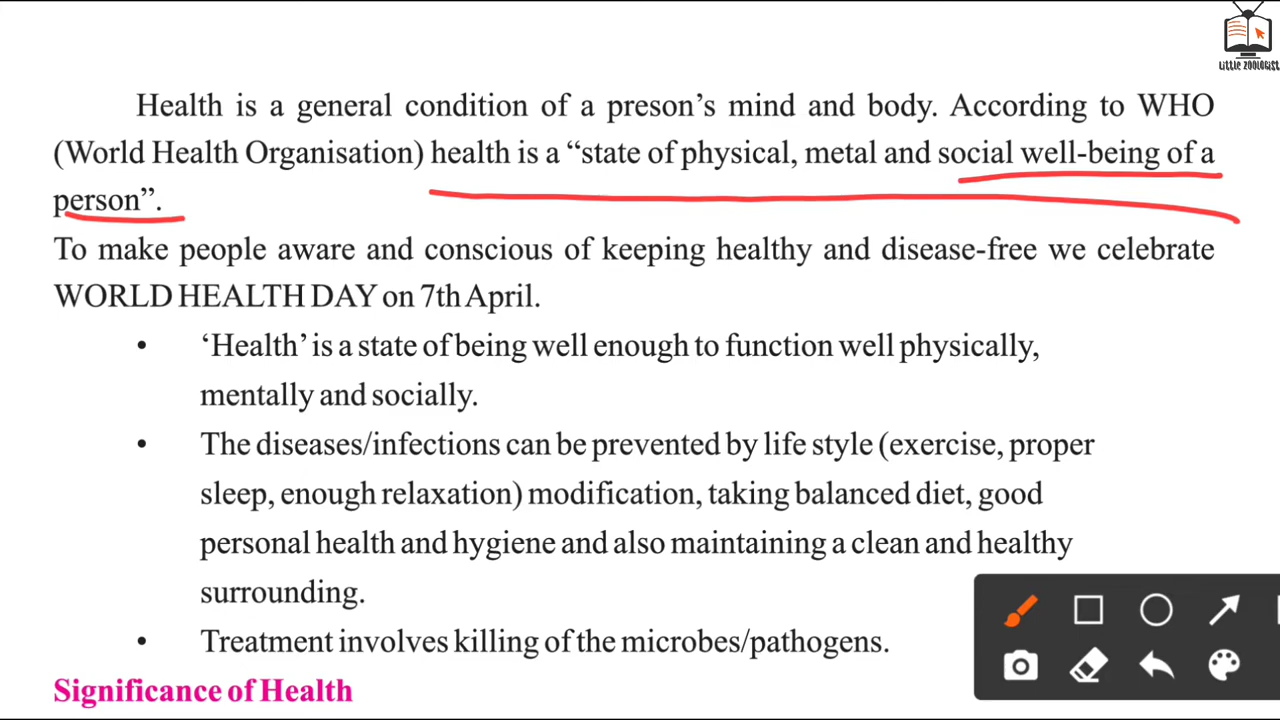 LITTLE ZOOLOGIST
Health is a general condition of a preson’s mind and body. According to WHO
(World Health Organisation) health is a “state of physical, metal and social well-being of a
person”.
To make people aware and conscious of keeping healthy and disease-free we celebrate
WORLD HEALTH DAY on 7th April.
• ‘Health’ is a state of being well enough to function well physically,
mentally and socially.
• The diseases/infections can be prevented by life style (exercise, proper
sleep, enough relaxation) modification, taking balanced diet, good
personal health and hygiene and also maintaining a clean and healthy
surrounding.
• Treatment involves killing of the microbes/pathogens.
Significance of Health